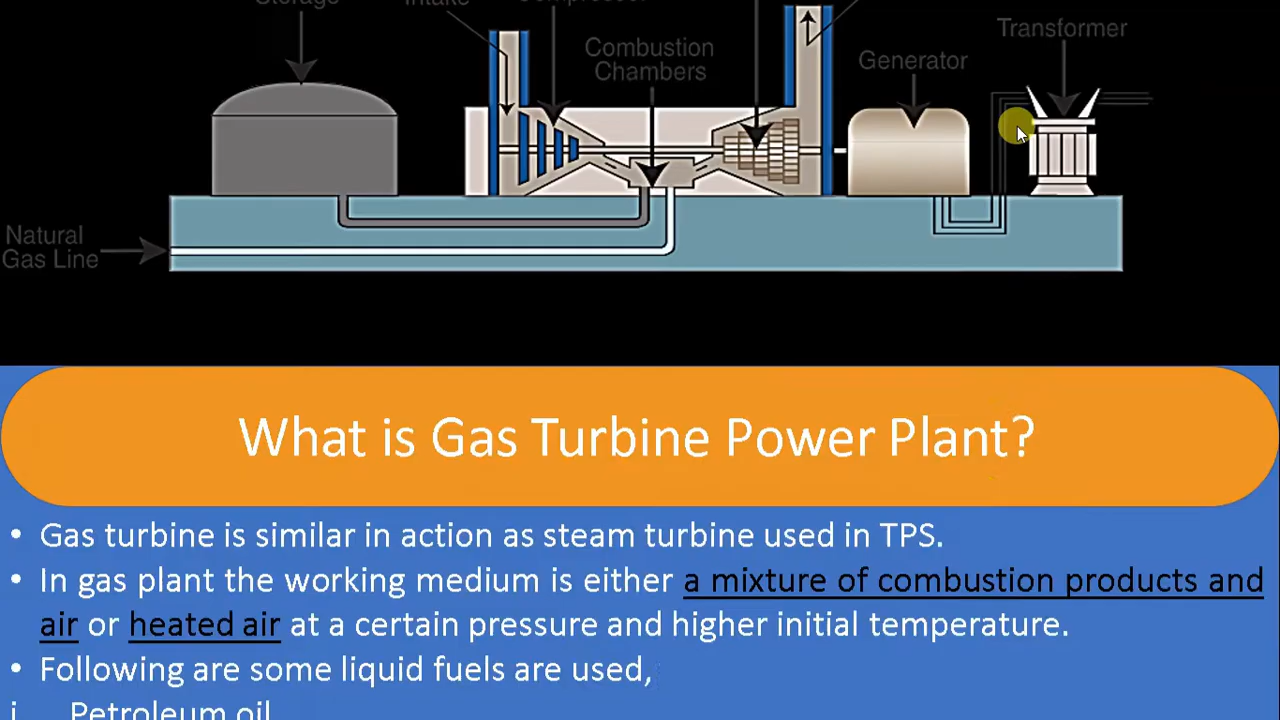 Storage
Intake
Compressor
Transformer
Combustion
Chambers
Generator
Natural
Gas Line
What is Gas Turbine Power Plant?
• Gas turbine is similar in action as steam turbine used in TPS.
• In gas plant the working medium is either a mixture of combustion products and
air or heated air at a certain pressure and higher initial temperature.
• Following are some liquid fuels are used,
i. Petroleum oil